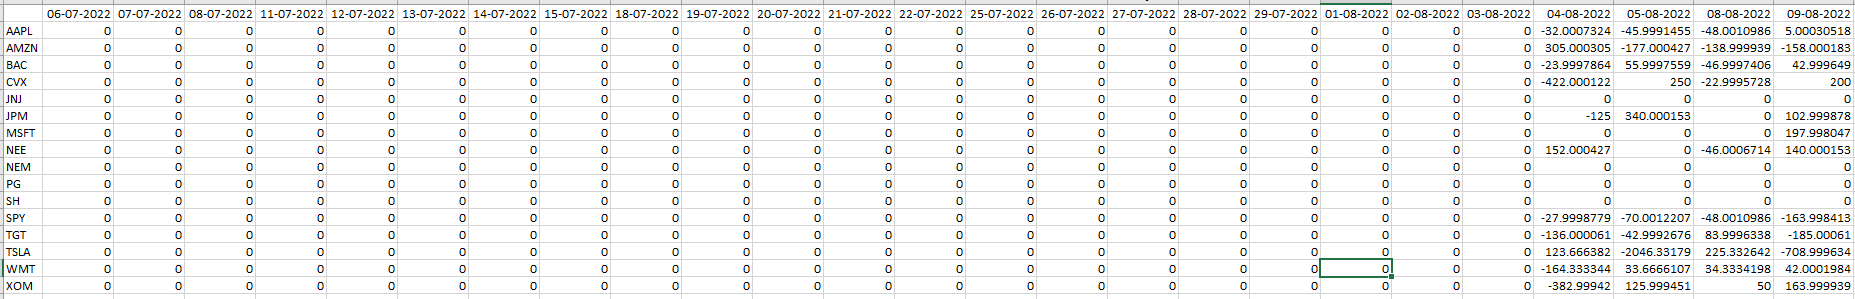 06-07-2022 07-07-2022 08-07-2022 11-07-2022 12-07-2022 13-07-2022 14-07-2022 15-07-2022 18-07-2022 19-07-2022 20-07-2022 21-07-2022 22-07-2022 25-07-2022 26-07-2022 27-07-2022 28-07-2022 29-07-2022 01-08-2022 02-08-2022 03-08-2022 04-08-2022 05-08-2022 08-08-2022 09-08-2022
AAPL 0 0 0 0 0 0 0 0 0 0 0 0 0 0 0 0 0 0 0 0 0 -32.0007324 -45.9991455 -48.0010986 5.00030518
AMZN 0 0 0 0 0 0 0 0 0 0 0 0 0 0 0 0 0 0 0 0 0 305.000305 -177.000427 -138.999939 -158.000183
BAC 0 0 0 0 0 0 0 0 0 0 0 0 0 0 0 0 0 0 0 0 0 -23.9997864 55.9997559 -46.9997406 42.999649
CVX 0 0 0 0 0 0 0 0 0 0 0 0 0 0 0 0 0 0 0 0 0 -422.000122 250 -22.9995728 200
JNJ 0 0 0 0 0 0 0 0 0 0 0 0 0 0 0 0 0 0 0 0 0 0 0 0 0
JPM 0 0 0 0 0 0 0 0 0 0 0 0 0 0 0 0 0 0 0 0 0 -125 340.000153 0 102.999878
MSFT 0 0 0 0 0 0 0 0 0 0 0 0 0 0 0 0 0 0 0 0 0 0 0 0 197.998047
NEE 0 0 0 0 0 0 0 0 0 0 0 0 0 0 0 0 0 0 0 0 0 152.000427 0 -46.0006714 140.000153
NEM 0 0 0 0 0 0 0 0 0 0 0 0 0 0 0 0 0 0 0 0 0 0 0 0 0
PG 0 0 0 0 0 0 0 0 0 0 0 0 0 0 0 0 0 0 0 0 0 0 0 0 0
SH 0 0 0 0 0 0 0 0 0 0 0 0 0 0 0 0 0 0 0 0 0 0 0 0 0
SPY 0 0 0 0 0 0 0 0 0 0 0 0 0 0 0 0 0 0 0 0 0 -27.9998779 -70.0012207 -48.0010986 -163.998413
TGT 0 0 0 0 0 0 0 0 0 0 0 0 0 0 0 0 0 0 0 0 0 -136.000061 -42.9992676 83.9996338 -185.00061
TSLA 0 0 0 0 0 0 0 0 0 0 0 0 0 0 0 0 0 0 0 0 0 123.666382 -2046.33179 225.332642 -708.999634
WMT 0 0 0 0 0 0 0 0 0 0 0 0 0 0 0 0 0 0 0 0 0 -164.333344 33.6666107 34.3334198 42.0001984
XOM 0 0 0 0 0 0 0 0 0 0 0 0 0 0 0 0 0 0 0 0 0 -382.99942 125.999451 50 163.999939